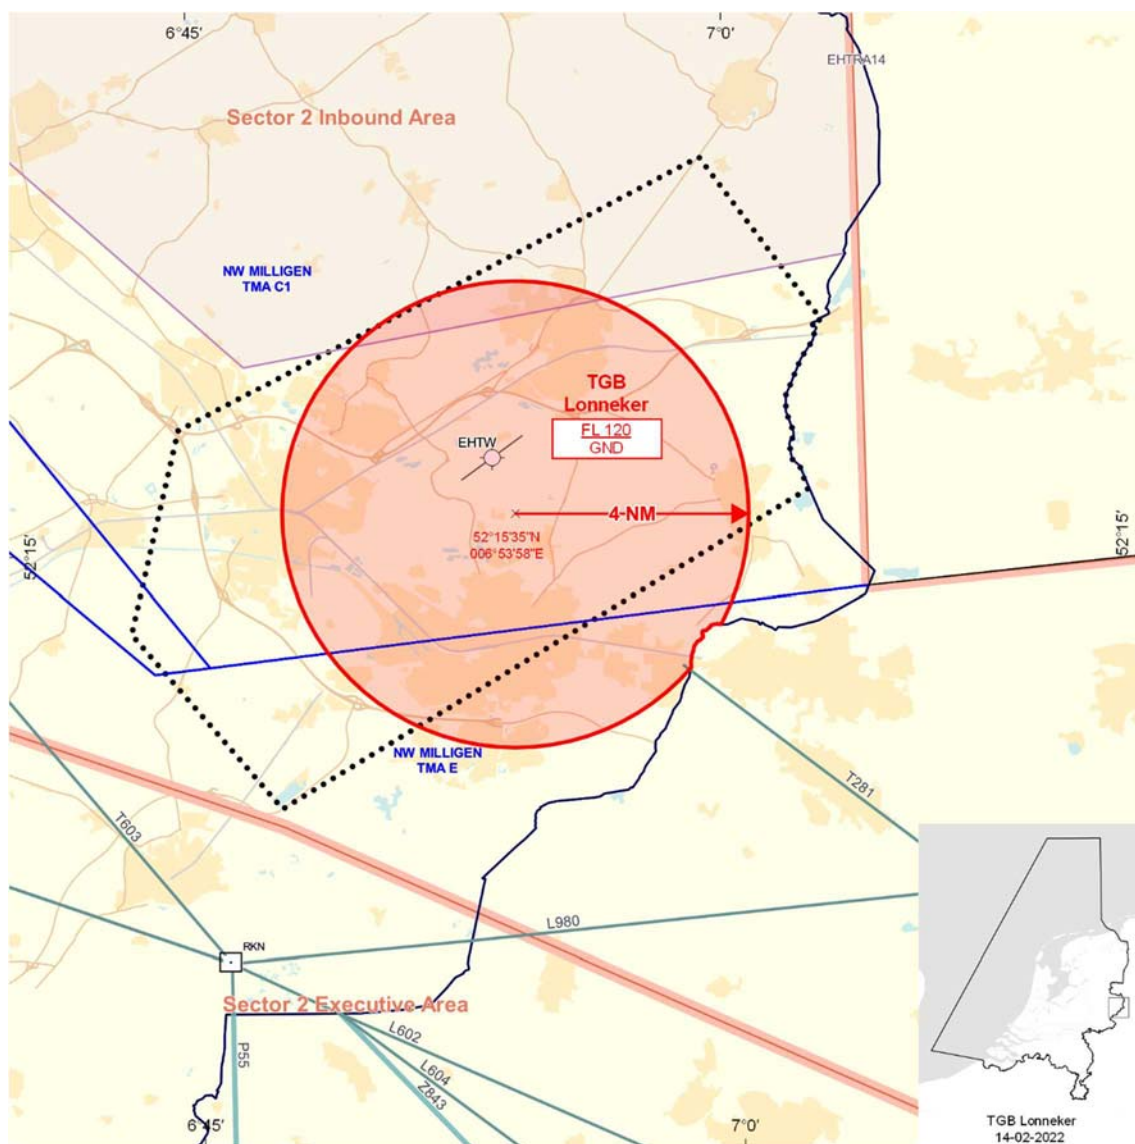 6°45'
7°0'
EHTRA14
Sector 2 Inbound Area
NW MILLIGEN
TMA C1
TGB
Lonneker
FL 120
GND
EHTW
4-NM
52°15'35"N
006°53'58"E
52°15'
52°15'
NW MILLIGEN
TMA E
T281
T603
L980
RKN
Sector 2 Executive Area
L602
L604
Z843
P55
6°45'
7°0'
TGB Lonneker
14-02-2022